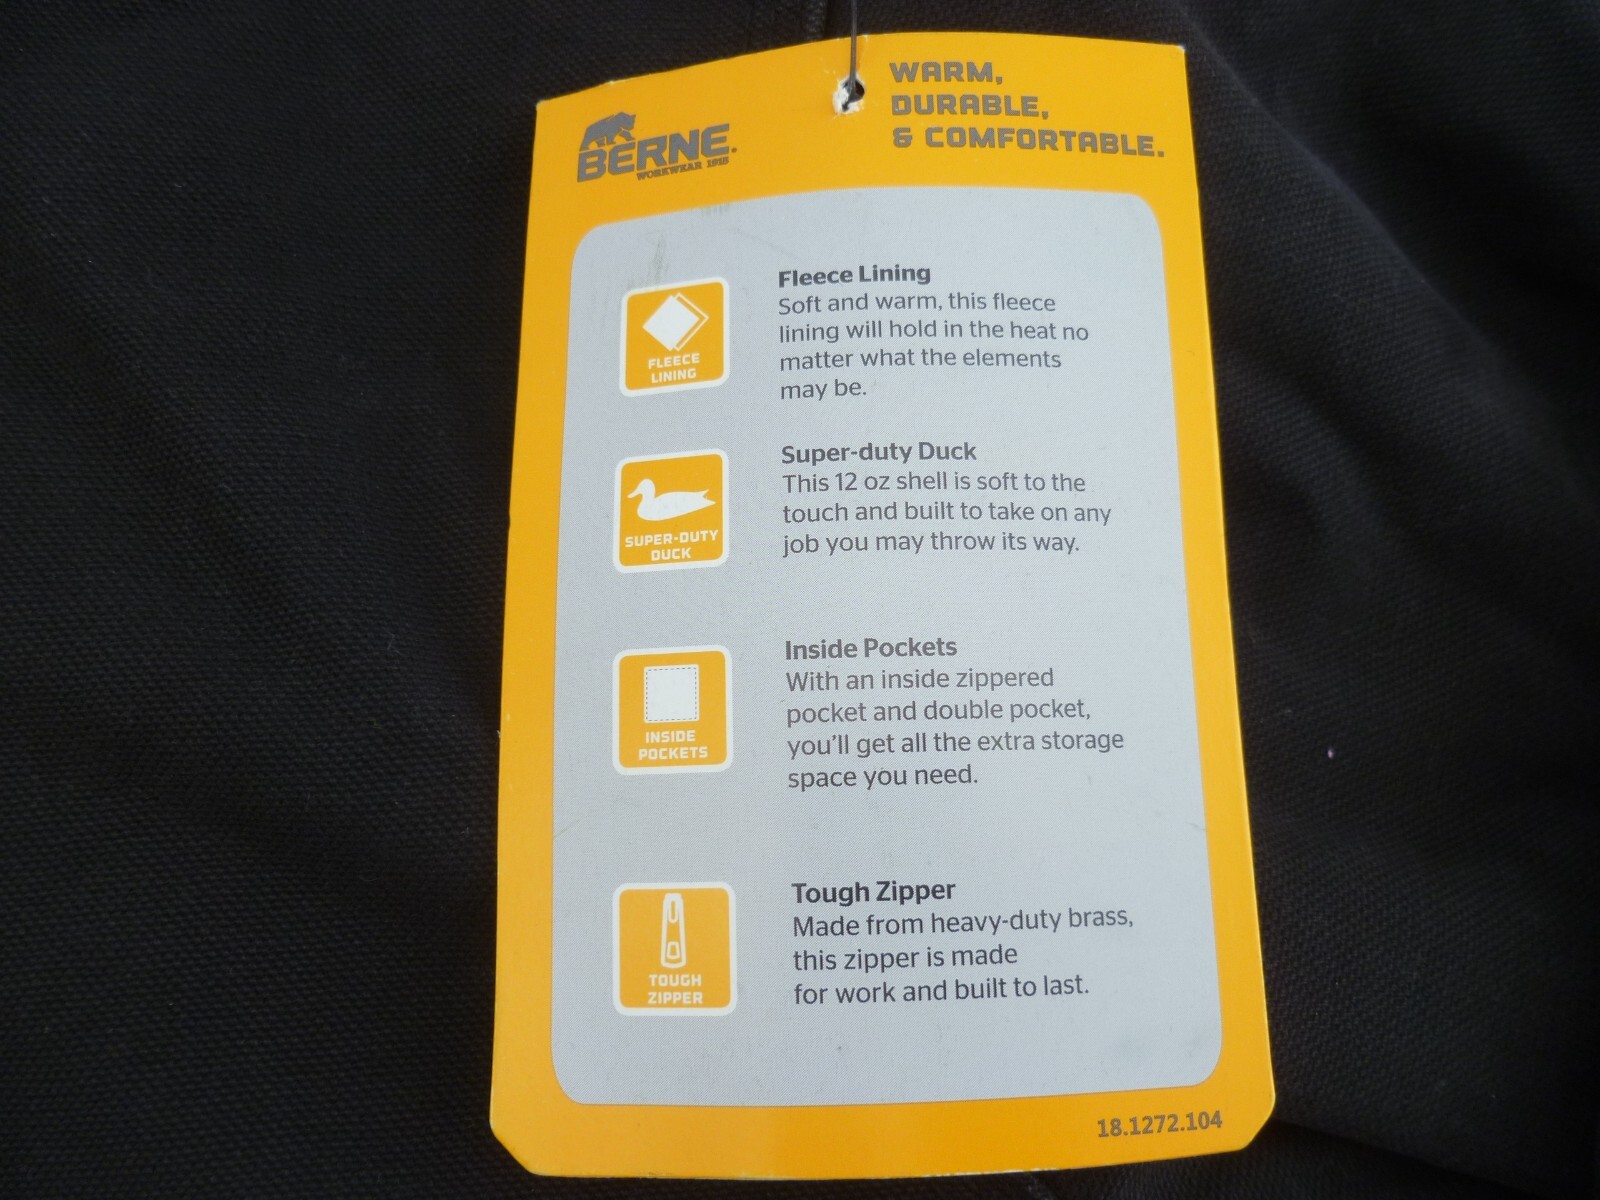 BERNE.
WORKWEAR 1915
WARM,
DURABLE,
& COMFORTABLE.
FLEECE
LINING
Fleece Lining
Soft and warm, this fleece
lining will hold in the heat no
matter what the elements
may be.
SUPER-DUTY
DUCK
Super-duty Duck
This 12 oz shell is soft to the
touch and built to take on any
job you may throw its way.
INSIDE
POCKETS
Inside Pockets
With an inside zippered
pocket and double pocket,
you'll get all the extra storage
space you need.
TOUGH
ZIPPER
Tough Zipper
Made from heavy-duty brass,
this zipper is made
for work and built to last.
18.1272.104